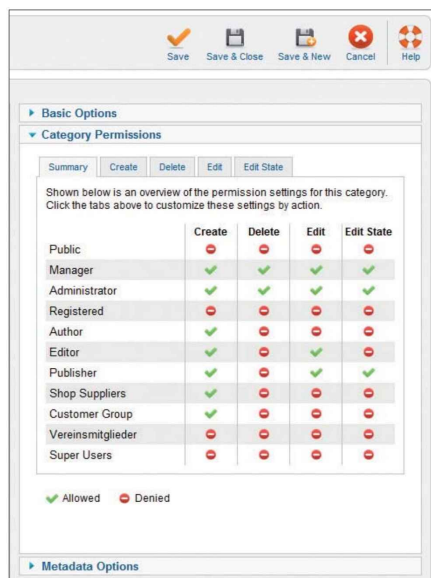 Save Save & Close Save & New Cancel Help
Basic Options
Category Permissions
Summary Create Delete Edit Edit State
Shown below is an overview of the permission settings for this category.
Click the tabs above to customize these settings by action.
Create Delete Edit Edit State
Public
Manager
Administrator
Registered
Author
Editor
Publisher
Shop Suppliers
Customer Group
Vereinsmitglieder
Super Users
Allowed Denied
Metadata Options